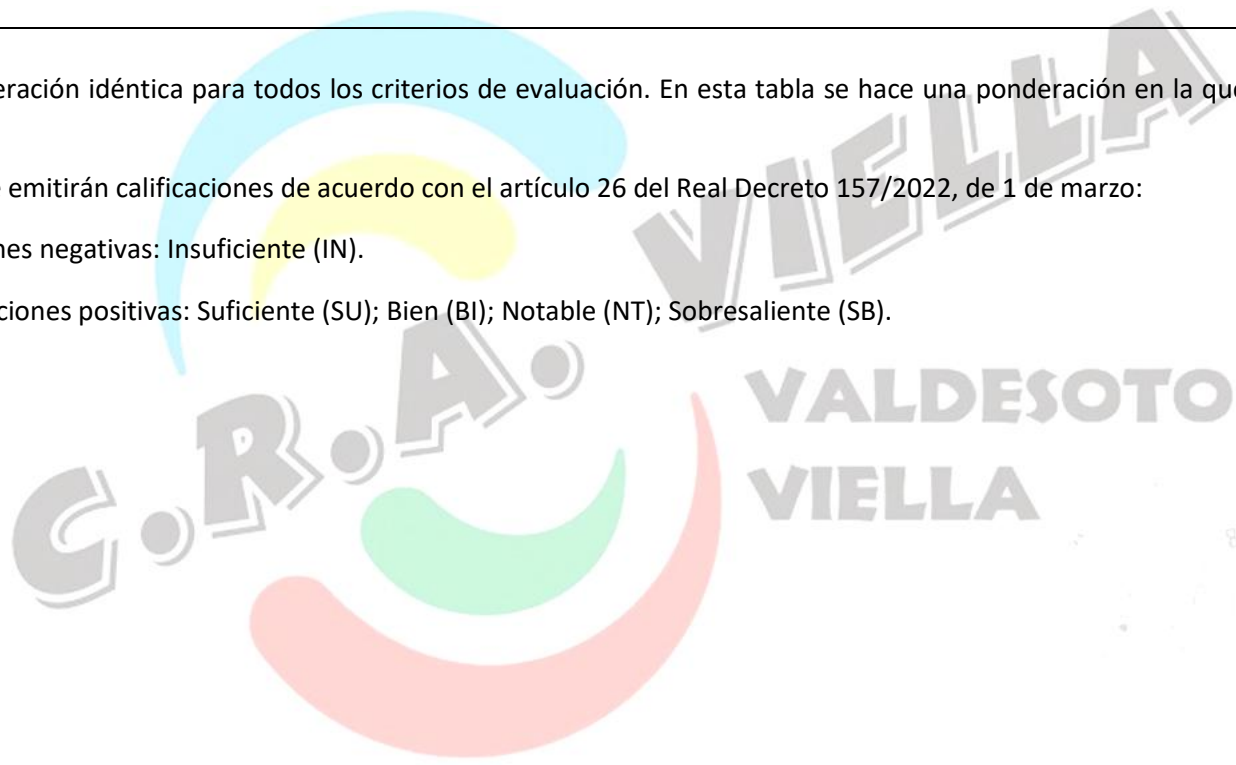 eración idéntica para todos los criterios de evaluación. En esta tabla se hace una ponderación en la que
emitirán calificaciones de acuerdo con el artículo 26 del Real Decreto 157/2022, de 1 de marzo:
nes negativas: Insuficiente (IN).
ciones positivas: Suficiente (SU); Bien (BI); Notable (NT); Sobresaliente (SB).
C.R.A. VIELLA
VALDESOTO
VIELLA